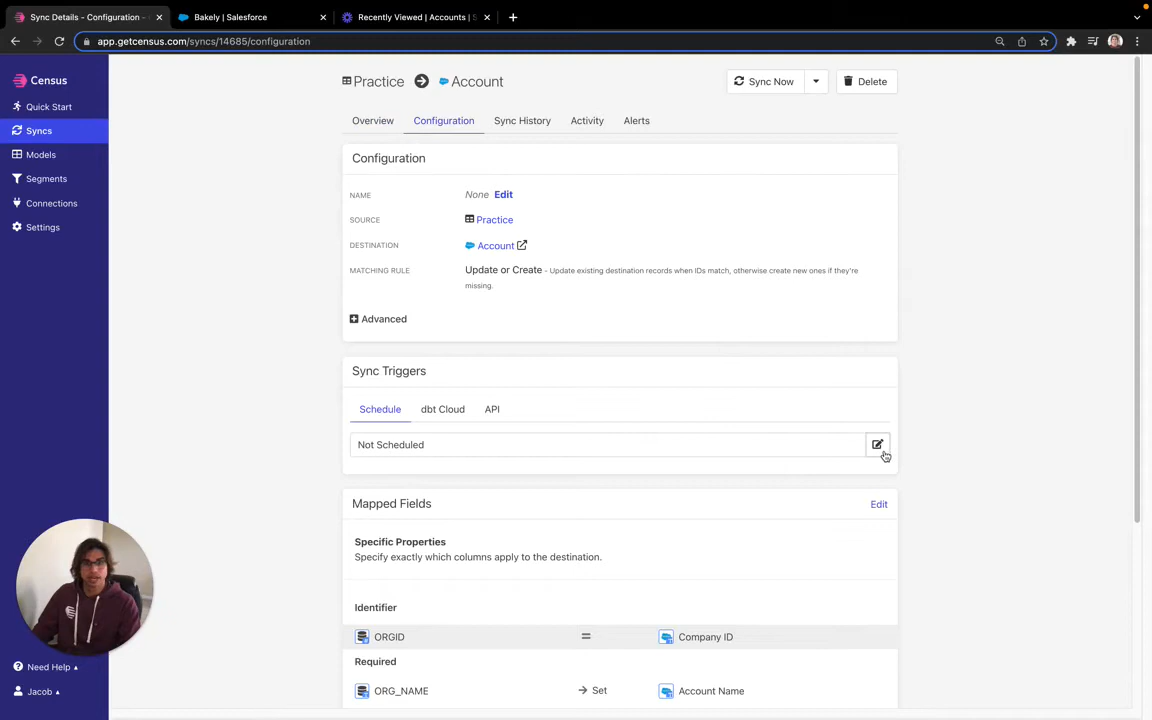 Sync Details - Configuration -
Bakely | Salesforce
Recently Viewed | Accounts | S
app.getcensus.com/syncs/14685/configuration
Census
Quick Start
Syncs
Models
Segments
Connections
Settings
Need Help
Jacob
Practice Account
Sync Now
Delete
Overview
Configuration
Sync History
Activity
Alerts
Configuration
NAME None Edit
SOURCE Practice
DESTINATION Account
MATCHING RULE Update or Create - Update existing destination records when IDs match, otherwise create new ones if they're
missing.
Advanced
Sync Triggers
Schedule dbt Cloud API
Not Scheduled
Mapped Fields Edit
Specific Properties
Specify exactly which columns apply to the destination.
Identifier
ORGID = Company ID
Required
ORG_NAME → Set Account Name